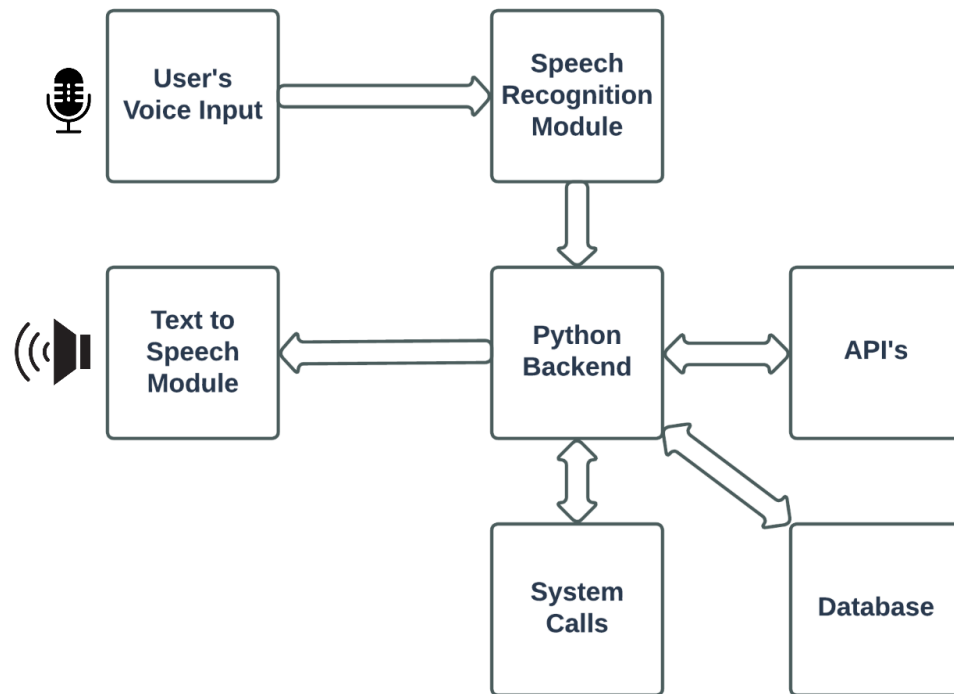 User's
Voice Input
Speech
Recognition
Module
Text to
Speech
Module
Python
Backend
API's
System
Calls
Database